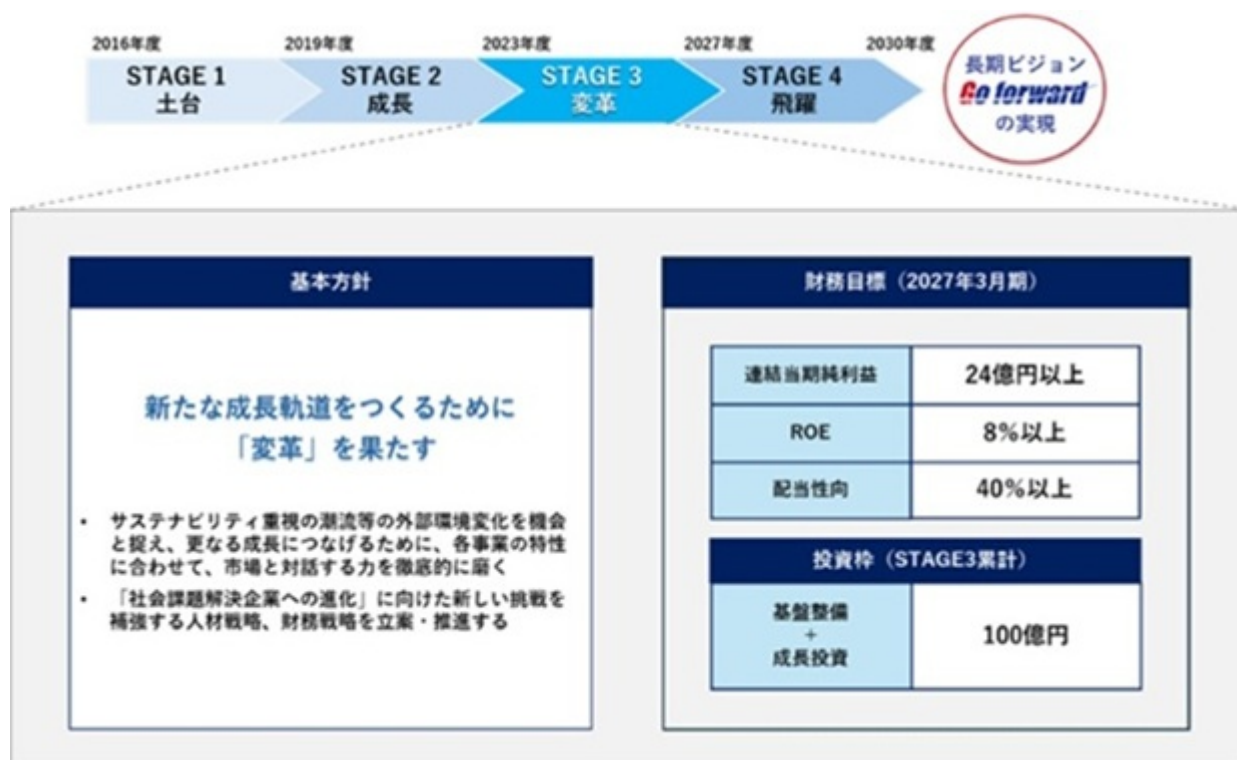 2016年度
2019年度
2023年度
2027年度
2030年度
STAGE 1
土台
STAGE 2
成長
STAGE 3
変革
STAGE 4
飛躍
長期ビジョン
Go forward
の実現
基本方針
新たな成長軌道をつくるために
「変革」を果たす
• サステナビリティ重視の潮流等の外部環境変化を機会
と捉え、更なる成長につなげるために、各事業の特性
に合わせて、市場と対話する力を徹底的に磨く
• 「社会課題解決企業への進化」に向けた新しい挑戦を
補強する人材戦略、財務戦略を立案・推進する
財務目標（2027年3月期）
連結当期純利益
24億円以上
ROE
8%以上
配当性向
40%以上
投資枠（STAGE3累計）
基盤整備
+
成長投資
100億円